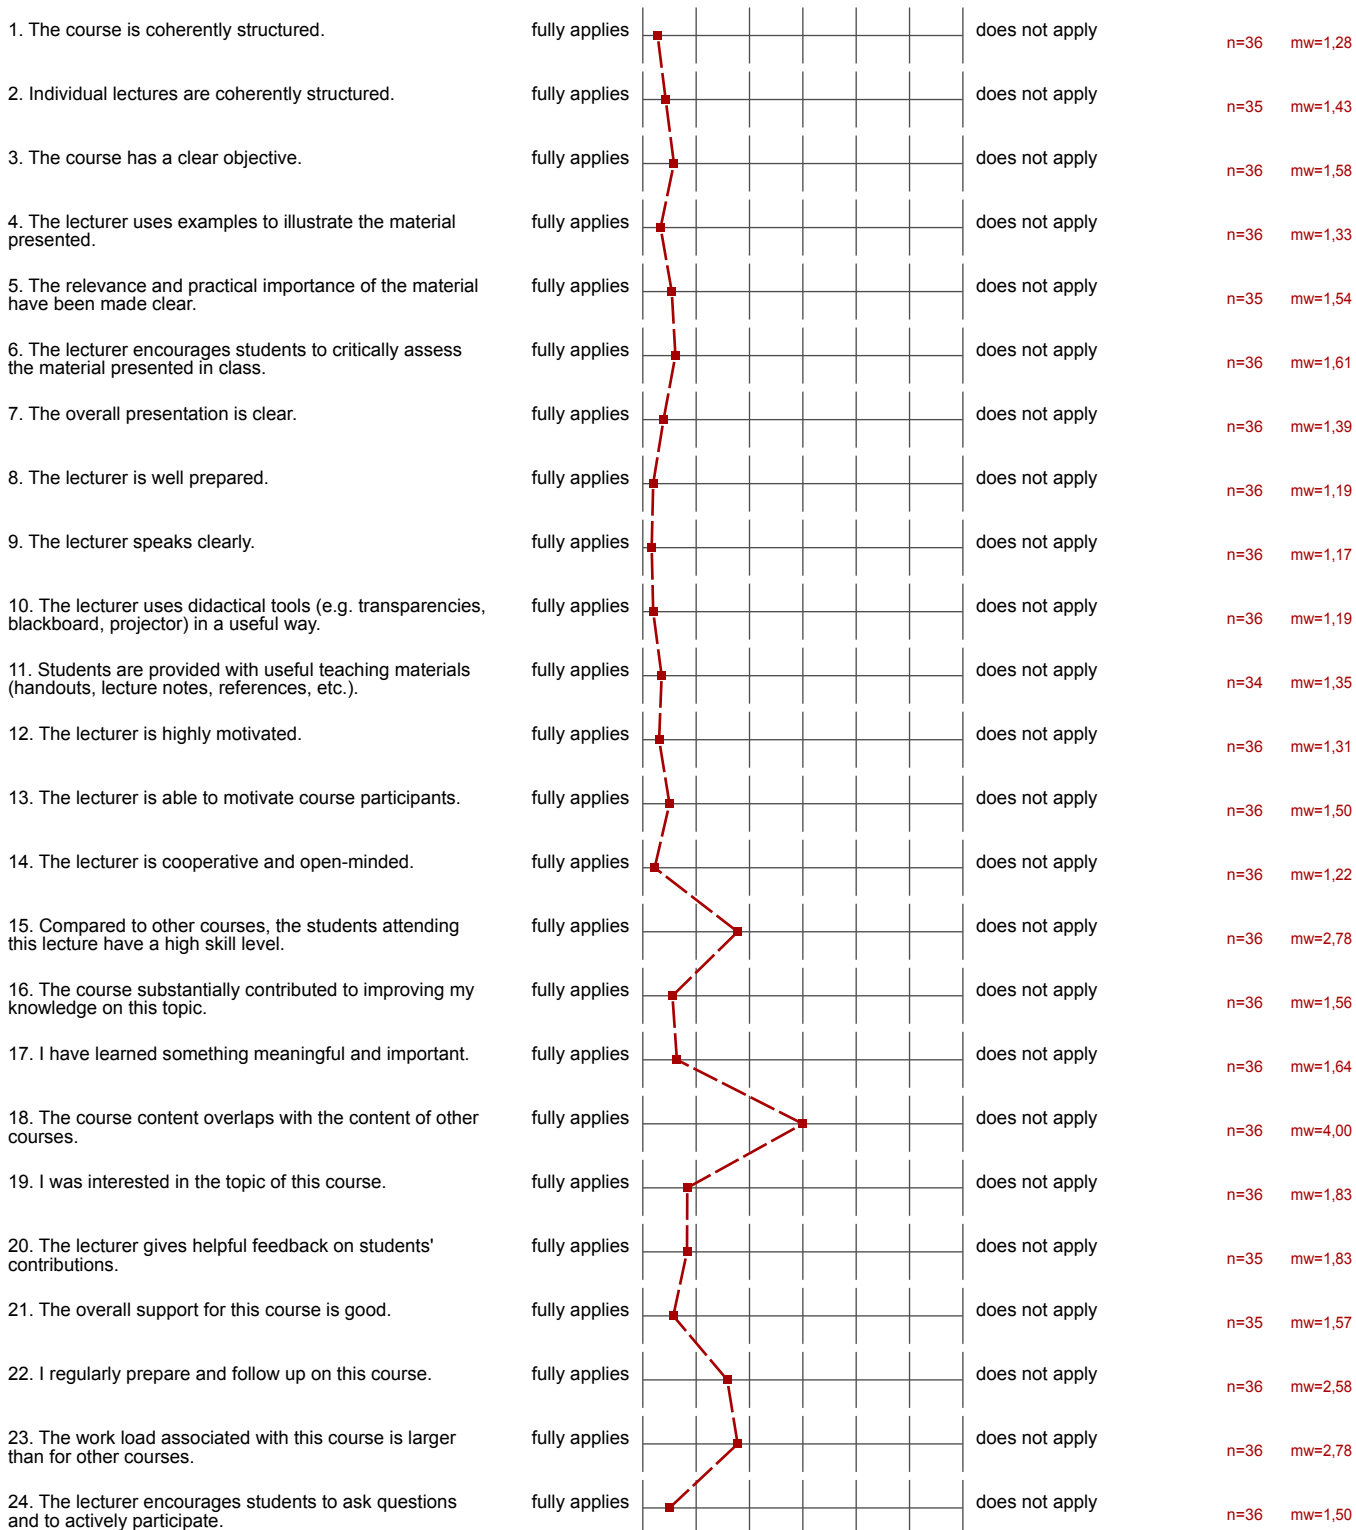 1. The course is coherently structured. fully applies does not apply n=36 mw=1,28
2. Individual lectures are coherently structured. fully applies does not apply n=35 mw=1,43
3. The course has a clear objective. fully applies does not apply n=36 mw=1,58
4. The lecturer uses examples to illustrate the material fully applies does not apply n=36 mw=1,33
presented.
5. The relevance and practical importance of the material fully applies does not apply n=35 mw=1,54
have been made clear.
6. The lecturer encourages students to critically assess fully applies does not apply n=36 mw=1,61
the material presented in class.
7. The overall presentation is clear. fully applies does not apply n=36 mw=1,39
8. The lecturer is well prepared. fully applies does not apply n=36 mw=1,19
9. The lecturer speaks clearly. fully applies does not apply n=36 mw=1,17
10. The lecturer uses didactical tools (e.g. transparencies, fully applies does not apply n=36 mw=1,19
blackboard, projector) in a useful way.
11. Students are provided with useful teaching materials fully applies does not apply n=34 mw=1,35
(handouts, lecture notes, references, etc.).
12. The lecturer is highly motivated. fully applies does not apply n=36 mw=1,31
13. The lecturer is able to motivate course participants. fully applies does not apply n=36 mw=1,50
14. The lecturer is cooperative and open-minded. fully applies does not apply n=36 mw=1,22
15. Compared to other courses, the students attending fully applies does not apply n=36 mw=2,78
this lecture have a high skill level.
16. The course substantially contributed to improving my fully applies does not apply n=36 mw=1,56
knowledge on this topic.
17. I have learned something meaningful and important. fully applies does not apply n=36 mw=1,64
18. The course content overlaps with the content of other fully applies does not apply n=36 mw=4,00
courses.
19. I was interested in the topic of this course. fully applies does not apply n=36 mw=1,83
20. The lecturer gives helpful feedback on students' fully applies does not apply n=35 mw=1,83
contributions.
21. The overall support for this course is good. fully applies does not apply n=35 mw=1,57
22. I regularly prepare and follow up on this course. fully applies does not apply n=36 mw=2,58
23. The work load associated with this course is larger fully applies does not apply n=36 mw=2,78
than for other courses.
24. The lecturer encourages students to ask questions fully applies does not apply n=36 mw=1,50
and to actively participate.